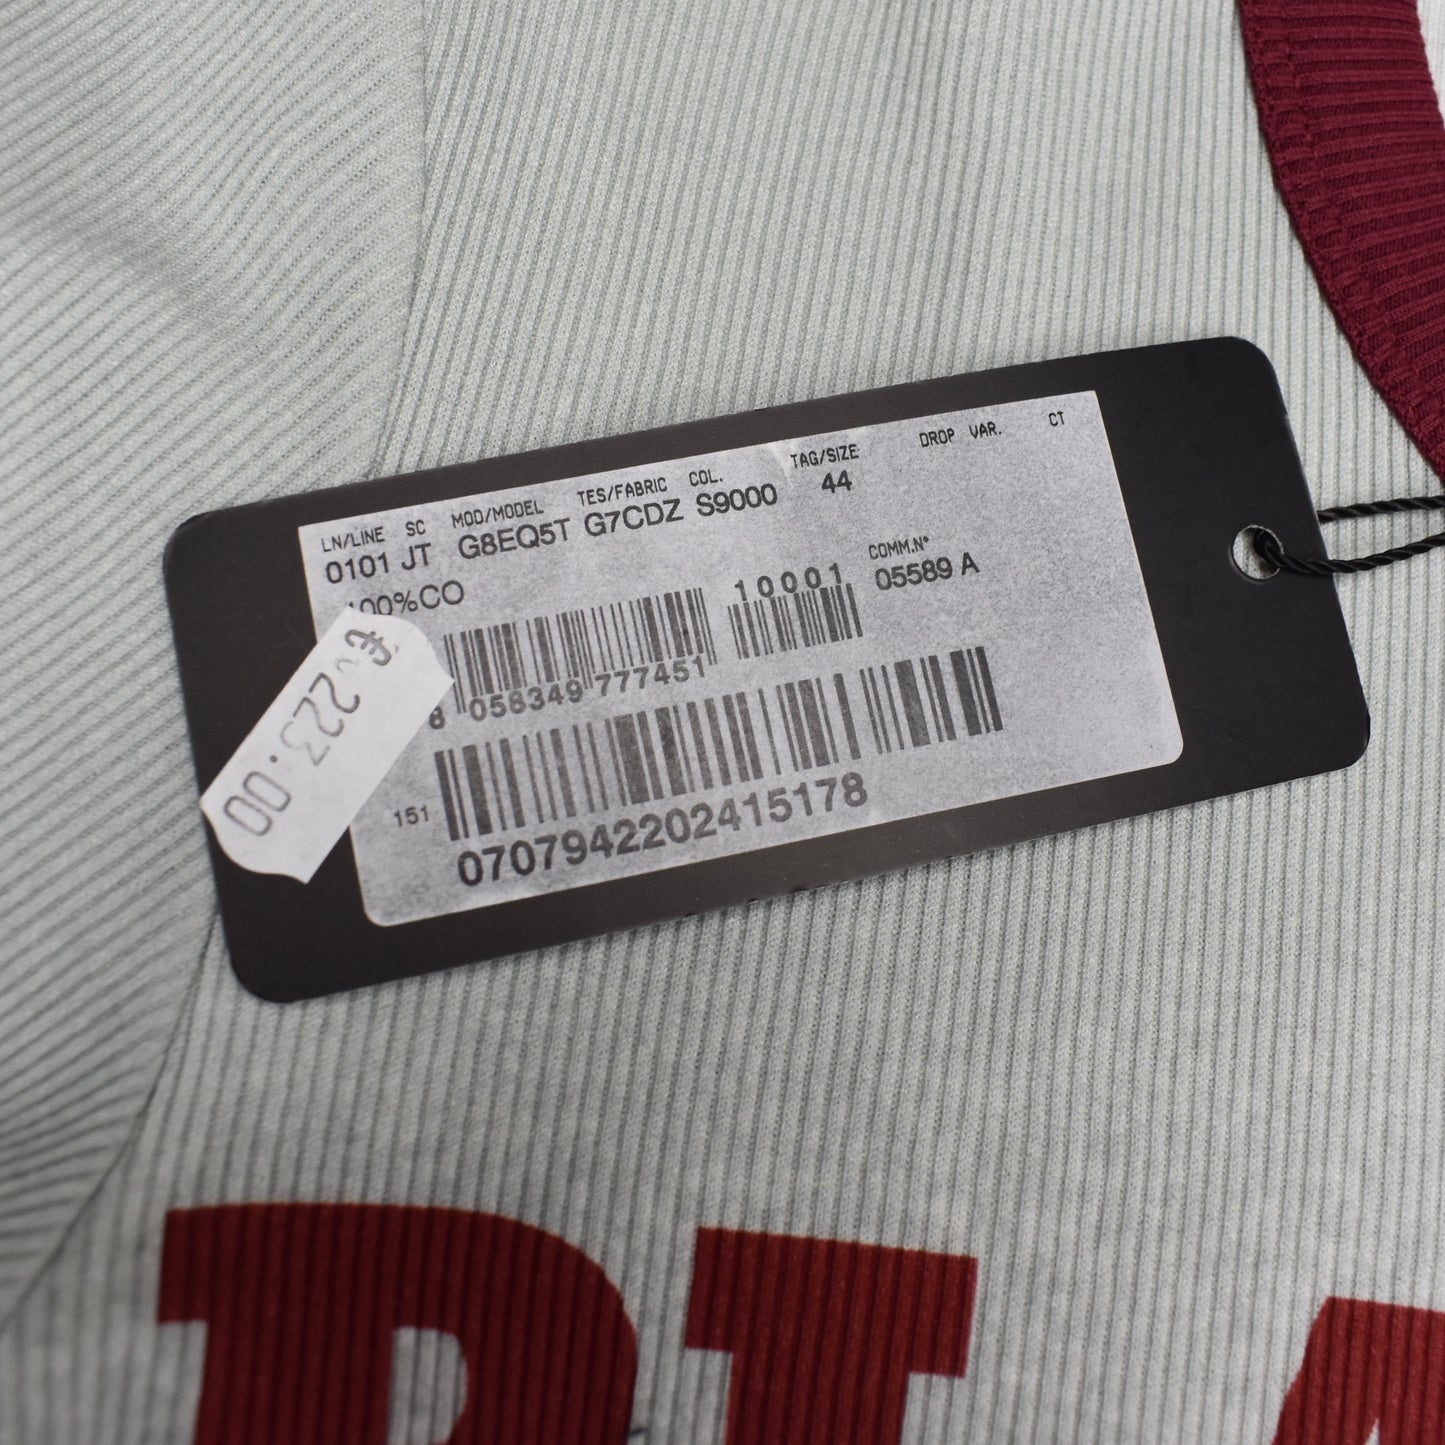 LN/LINE SC MOD/MODEL TES/FABRIC COL. TAG/SIZE DROP VAR. CT
0101 JT G8EQ5T G7CDZ S9000 44
100%CO
COMM.N°
10001 05589 A
8 058349 777451
151
0707942202415178
223.00